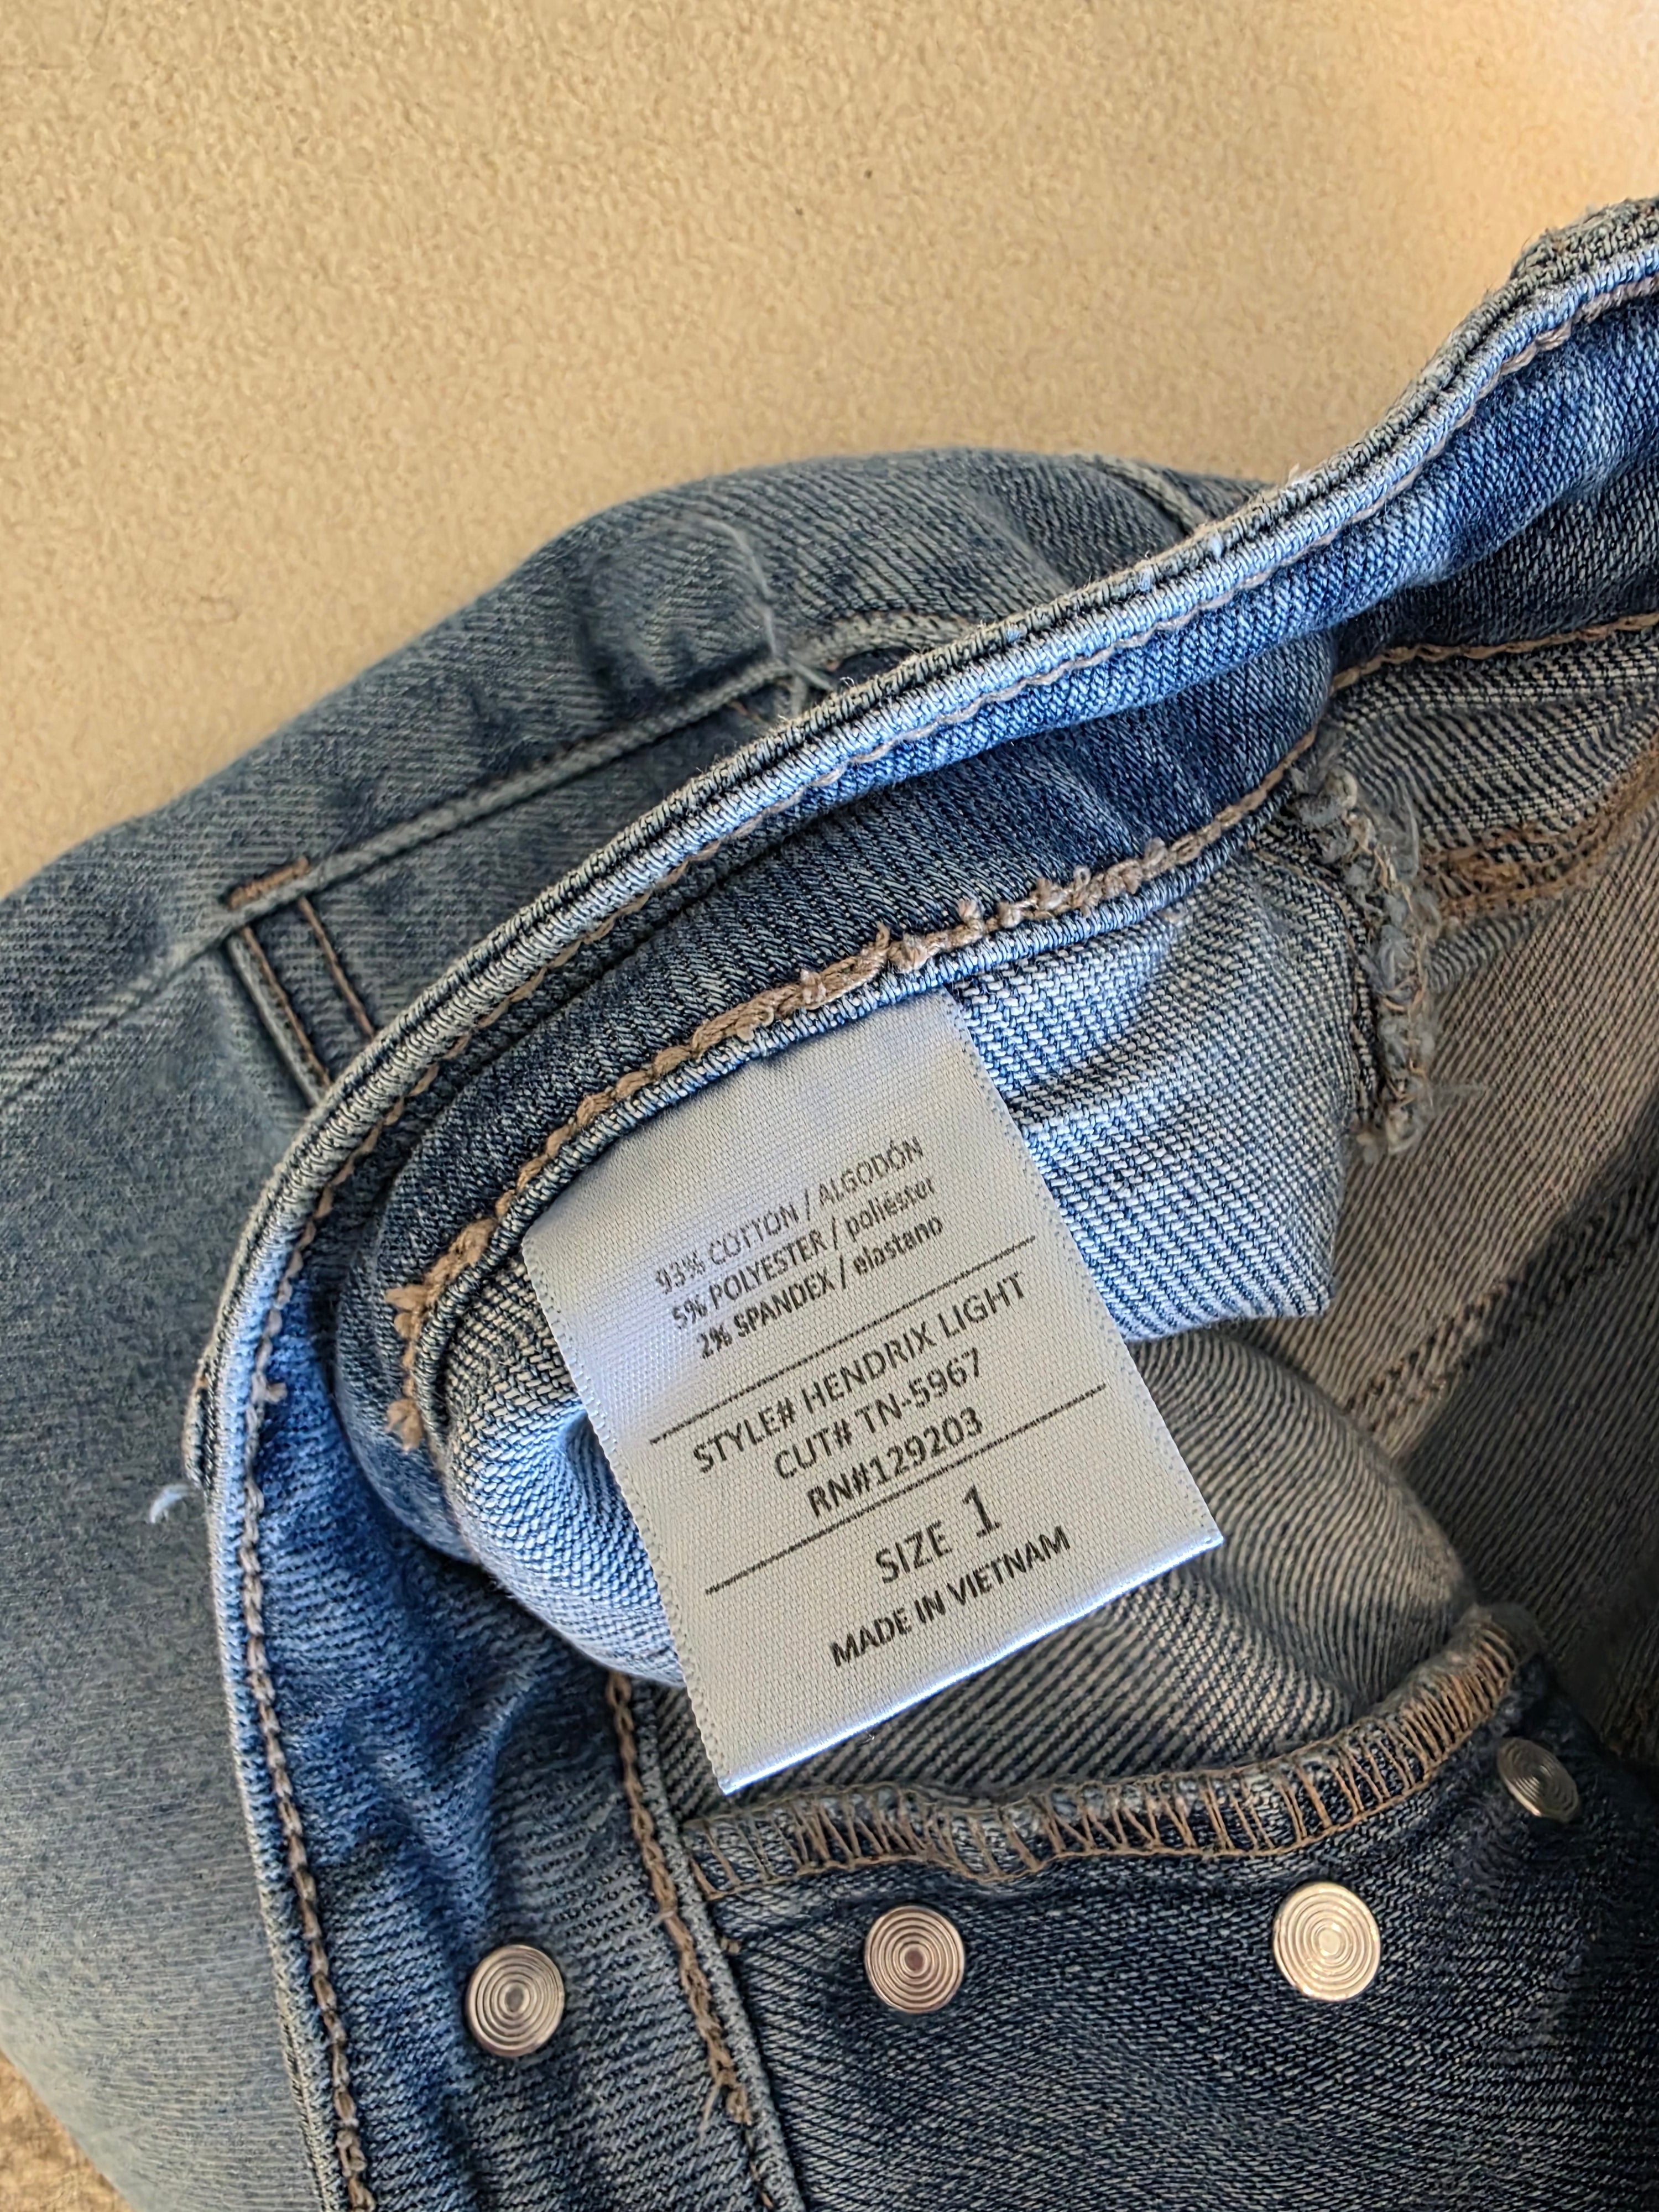 93% COTTON / ALGODÓN
5% POLYESTER / poliéster
2% SPANDEX / elastano
STYLE# HENDRIX LIGHT
CUT# TN-5967
RN#129203
SIZE 1
MADE IN VIETNAM